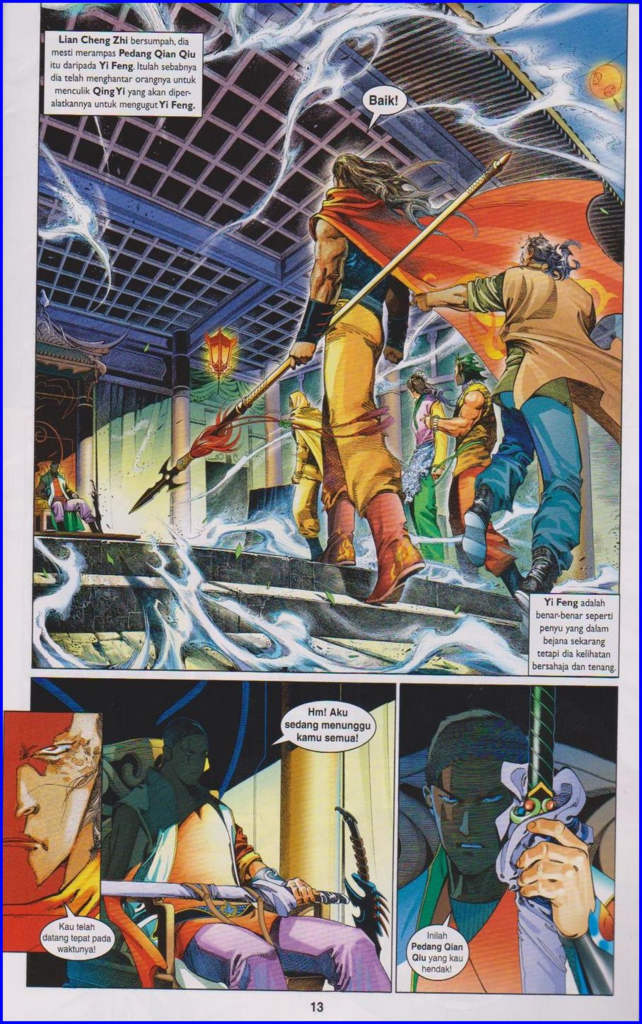 Lian Cheng Zhi bersumpah, dia
mesti merampas Pedang Qian Qiu
itu daripada Yi Feng. Itulah sebabnya
dia telah menghantar orangnya untuk
menculik Qing Yi yang akan diper-
alatkannya untuk mengugut Yi Feng.
Baik!
Yi Feng adalah
benar-benar seperti
penyu yang dalam
bejana sekarang
tetapi dia kelihatan
bersahaja dan tenang.
Hm! Aku
sedang menunggu
kamu semua!
Kau telah
datang tepat pada
waktunya!
Inilah
Pedang Qian
Qiu yang kau
hendak!
13